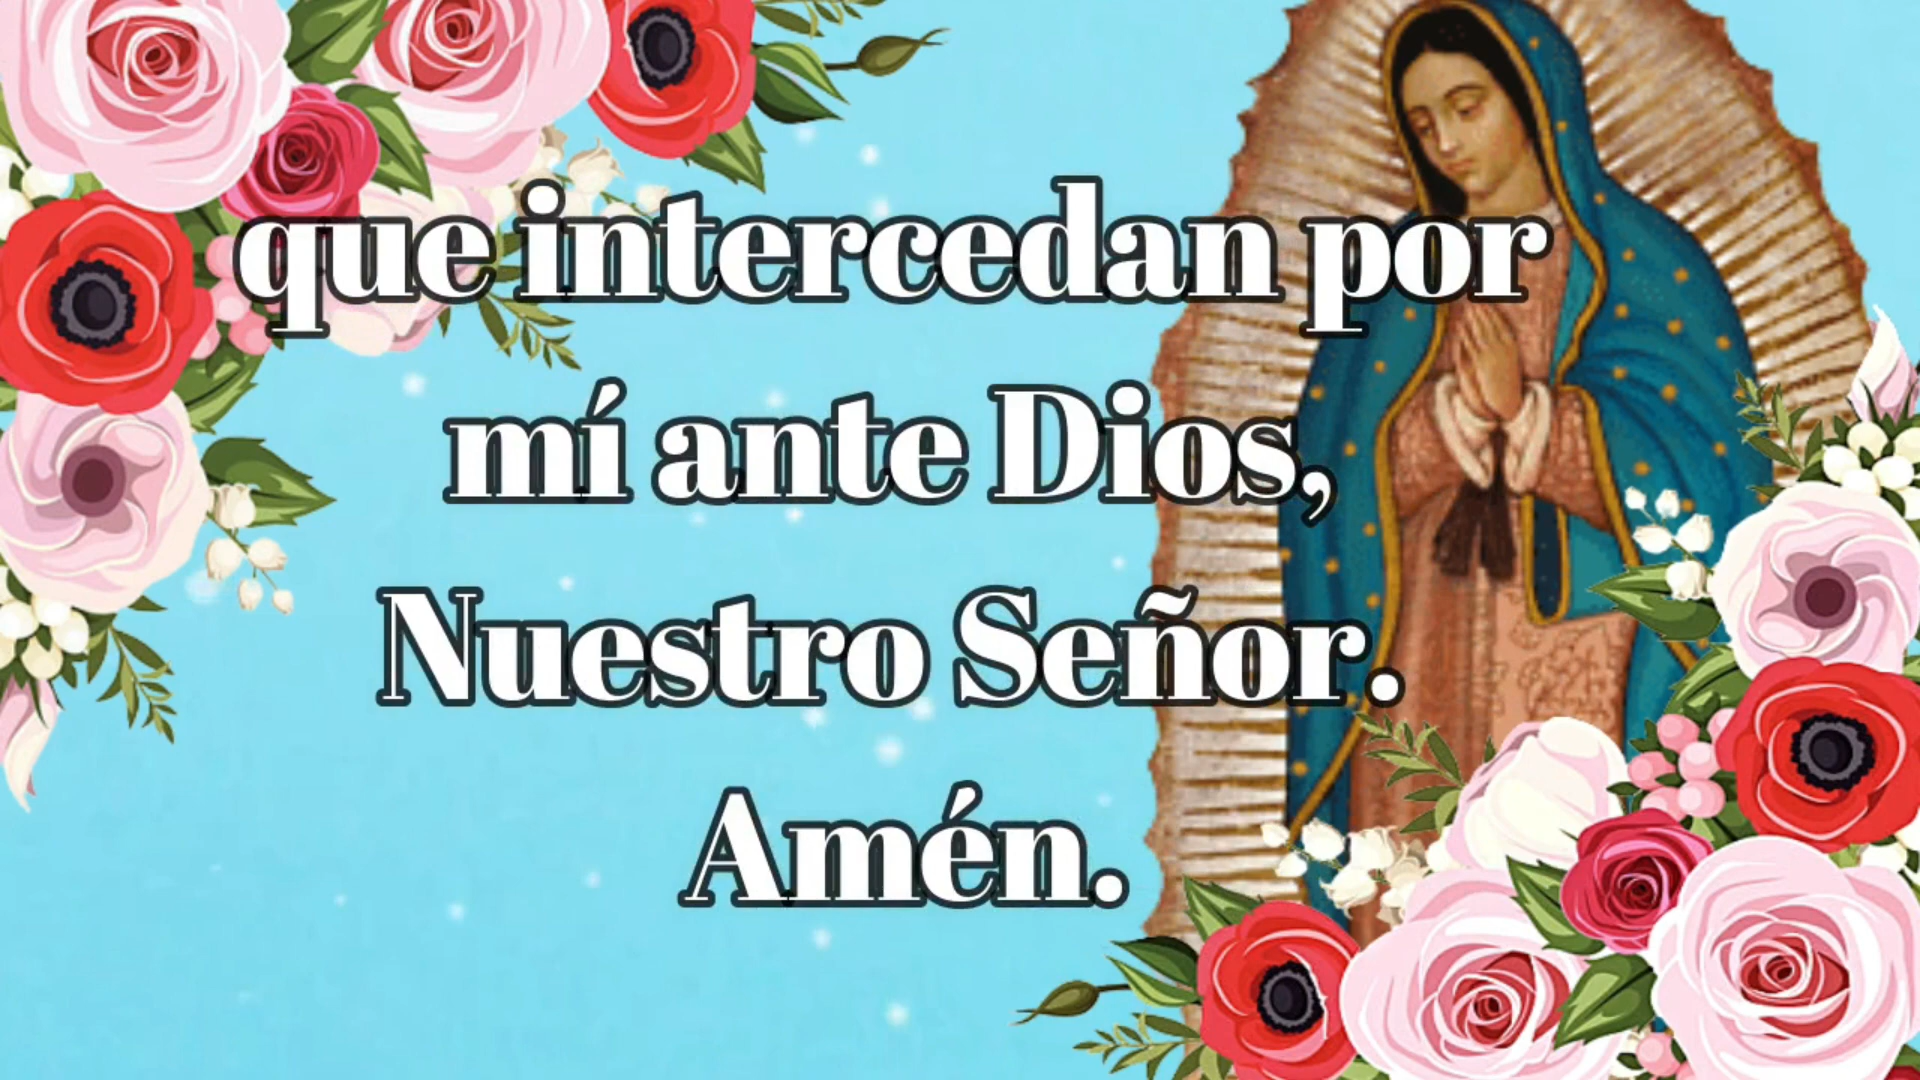 que intercedan por
mí ante Dios,
Nuestro Señor.
Amén.